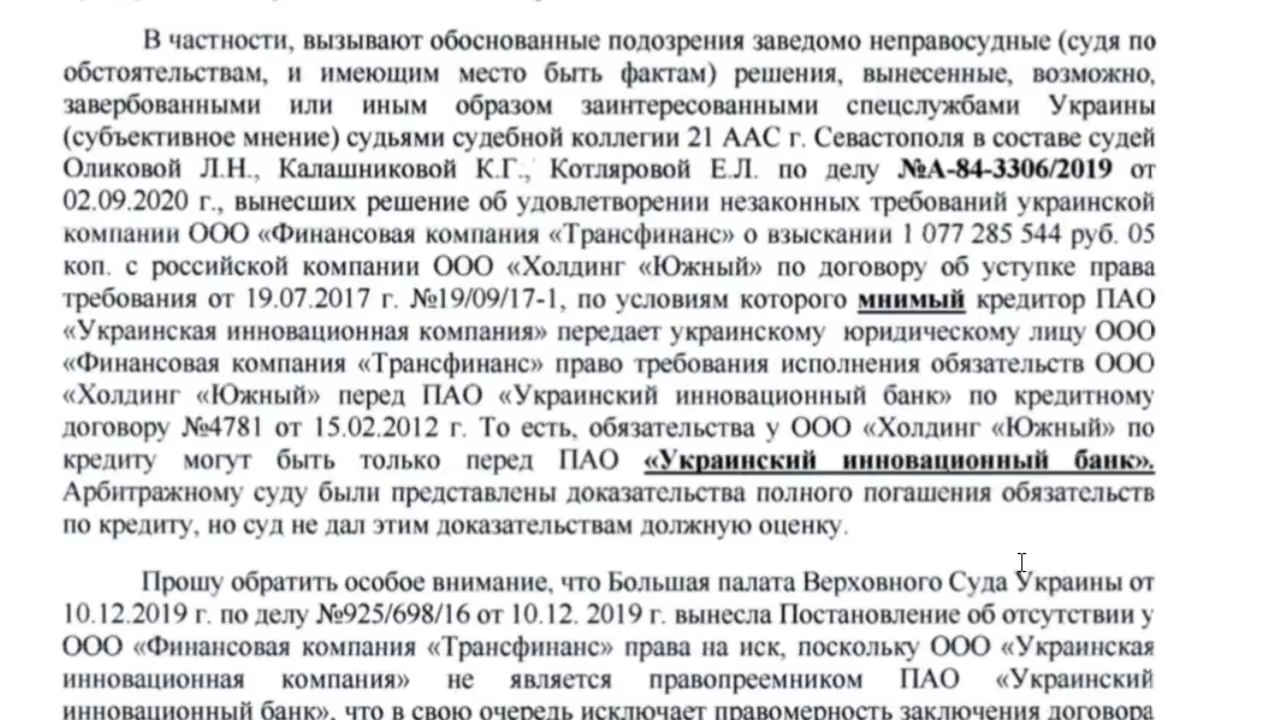 В частности, вызывают обоснованные подозрения заведомо неправосудные (судя по
обстоятельствам, и имеющим место быть фактам) решения, вынесенные, возможно,
завербованными или иным образом заинтересованными спецслужбами Украины
(субъективное мнение) судьями судебной коллегии 21 ААС г. Севастополя в составе судей
Оликовой Л.Н., Калашниковой К.Г., Котляровой Е.Л. по делу №А-84-3306/2019 от
02.09.2020 г., вынесших решение об удовлетворении незаконных требований украинской
компании ООО «Финансовая компания «Трансфинанс» о взыскании 1 077 285 544 руб. 05
коп. с российской компании ООО «Холдинг «Южный» по договору об уступке права
требования от 19.07.2017 г. №19/09/17-1, по условиям которого мнимый кредитор ПАО
«Украинская инновационная компания» передает украинскому юридическому лицу ООО
«Финансовая компания «Трансфинанс» право требования исполнения обязательств ООО
«Холдинг «Южный» перед ПАО «Украинский инновационный банк» по кредитному
договору №4781 от 15.02.2012 г. То есть, обязательства у ООО «Холдинг «Южный» по
кредиту могут быть только перед ПАО «Украинский инновационный банк».
Арбитражному суду были представлены доказательства полного погашения обязательств
по кредиту, но суд не дал этим доказательствам должную оценку.
Прошу обратить особое внимание, что Большая палата Верховного Суда Украины от
10.12.2019 г. по делу №925/698/16 от 10.12. 2019 г. вынесла Постановление об отсутствии у
ООО «Финансовая компания «Трансфинанс» права на иск, поскольку ООО «Украинская
инновационная компания» не является правопреемником ПАО «Украинский
инновационный банк», что в свою очередь исключает правомерность заключения договора